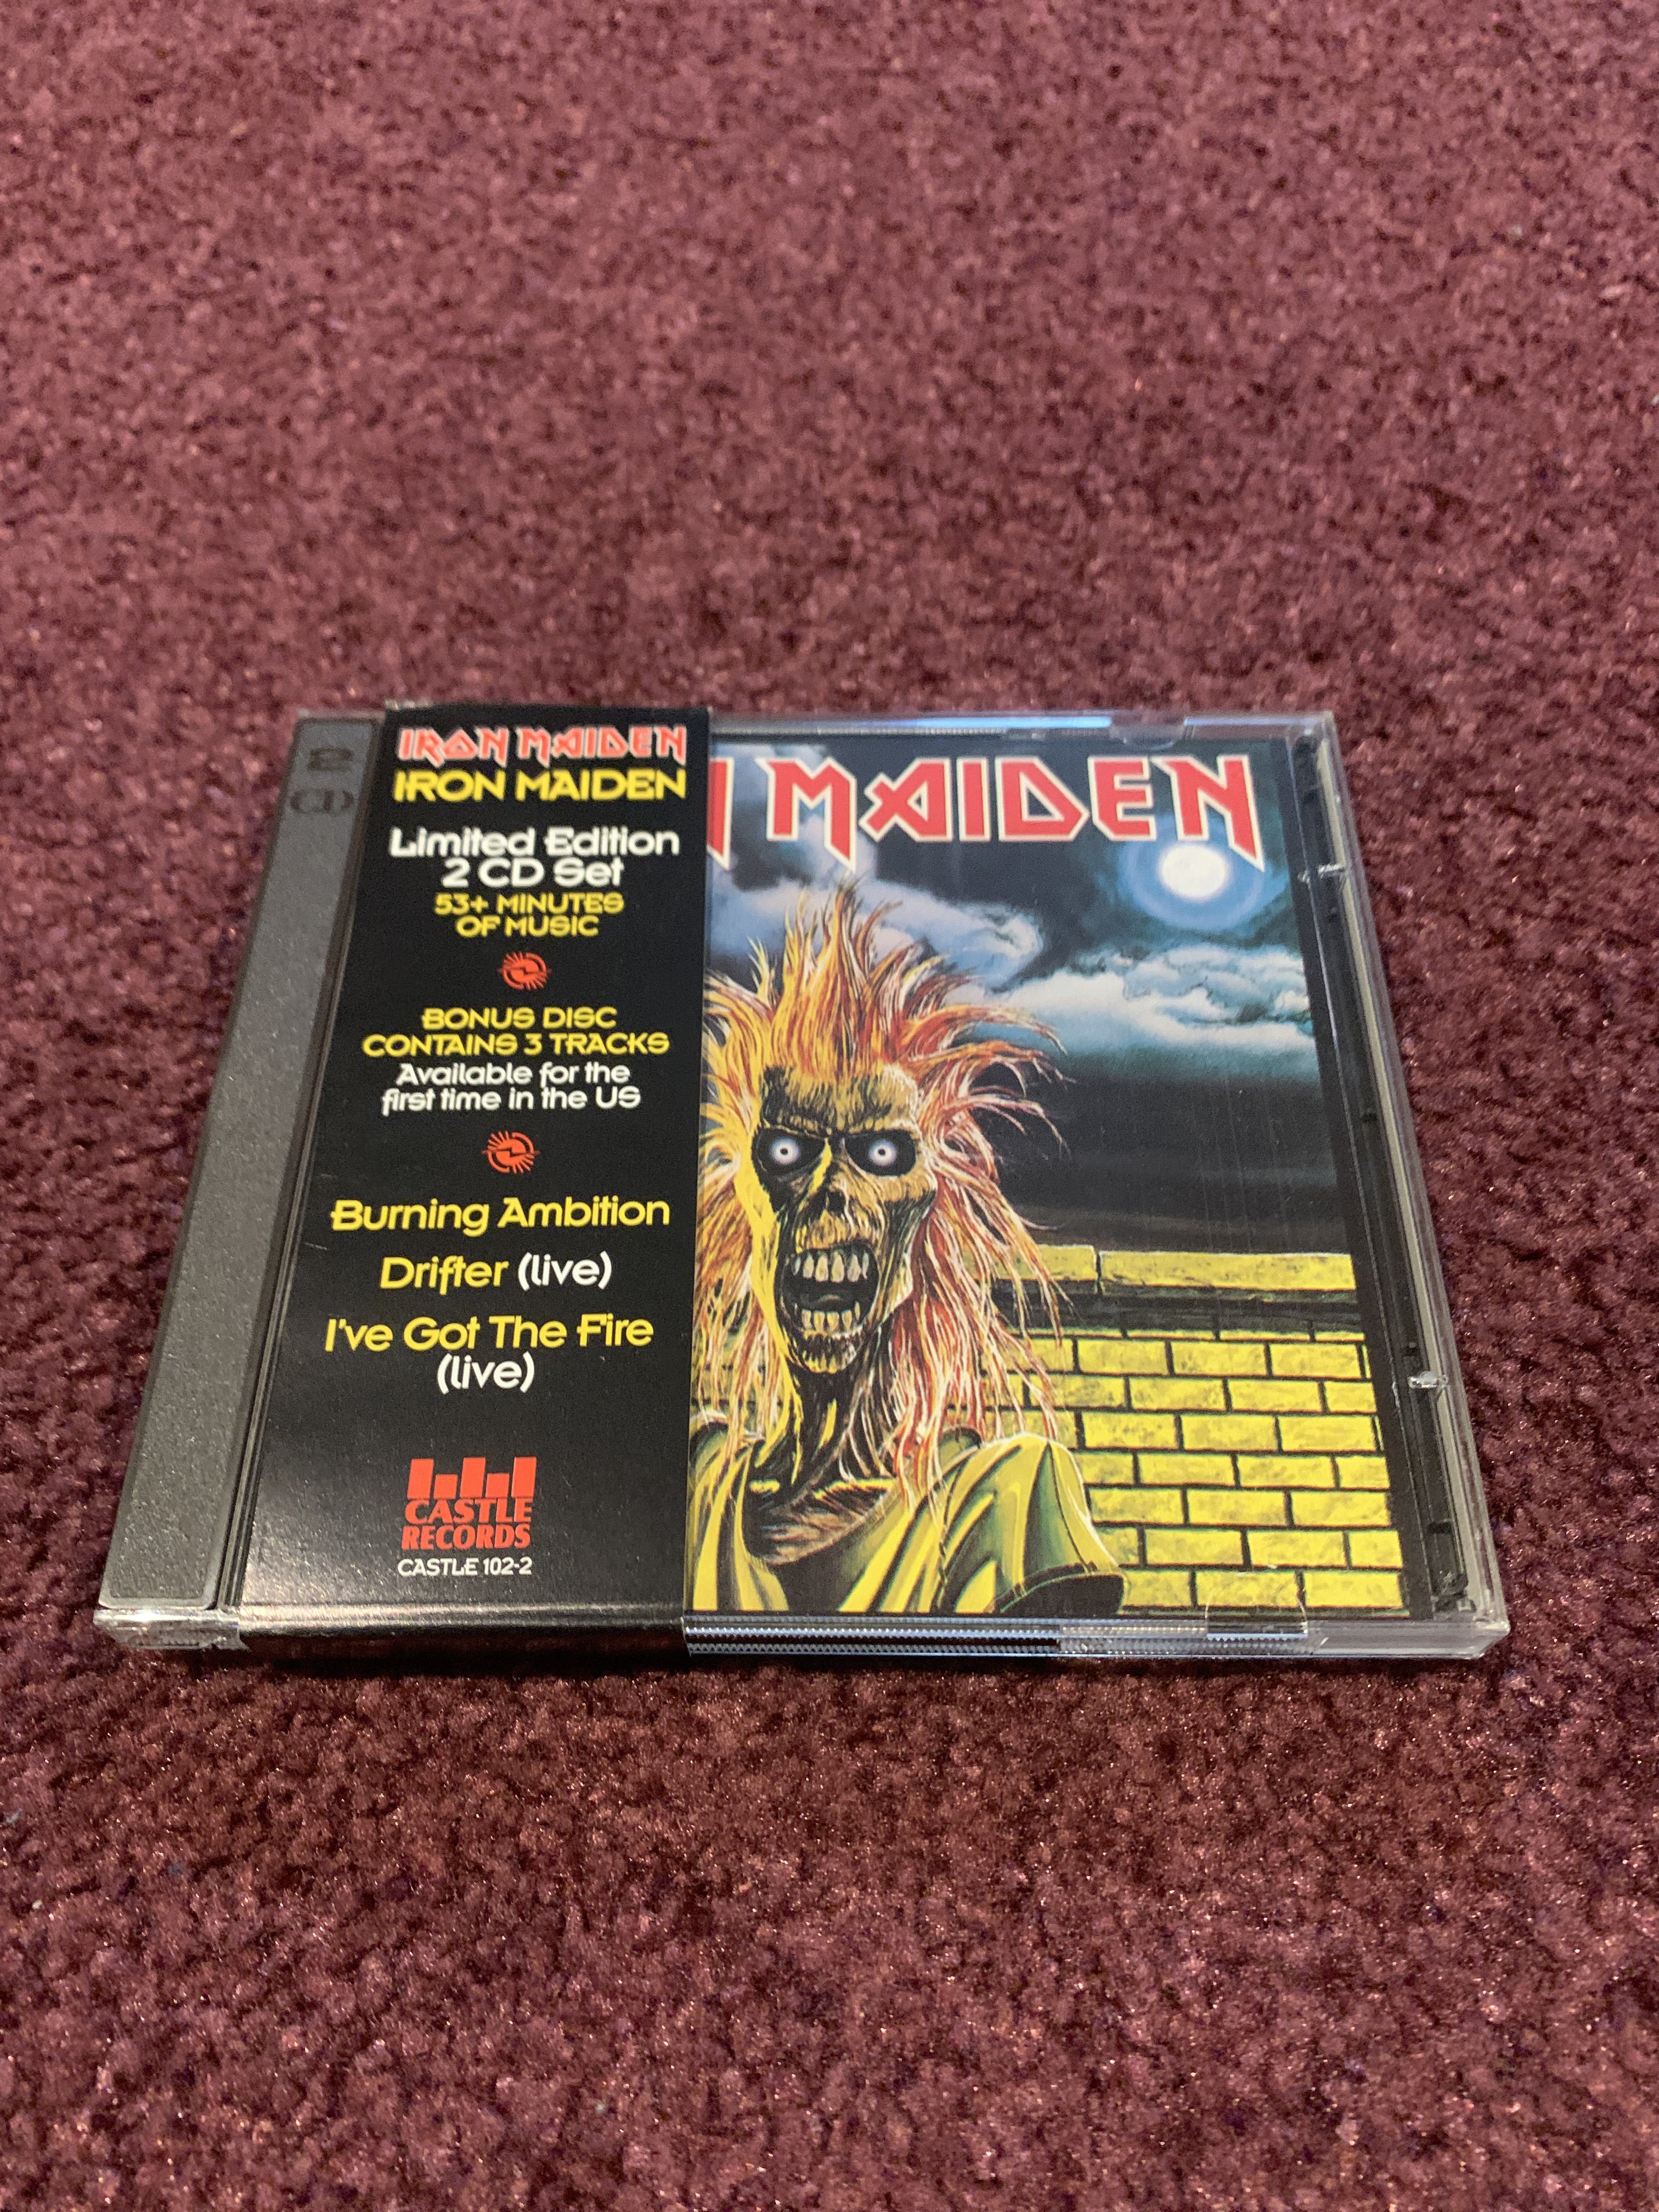 2
CD
IRON MAIDEN
IRON MAIDEN
Limited Edition
2 CD Set
53+ MINUTES
OF MUSIC
BONUS DISC
CONTAINS 3 TRACKS
Available for the
first time in the US
Burning Ambition
Drifter (live)
I've Got The Fire
(live)
CASTLE
RECORDS
CASTLE 102-2
MAIDEN